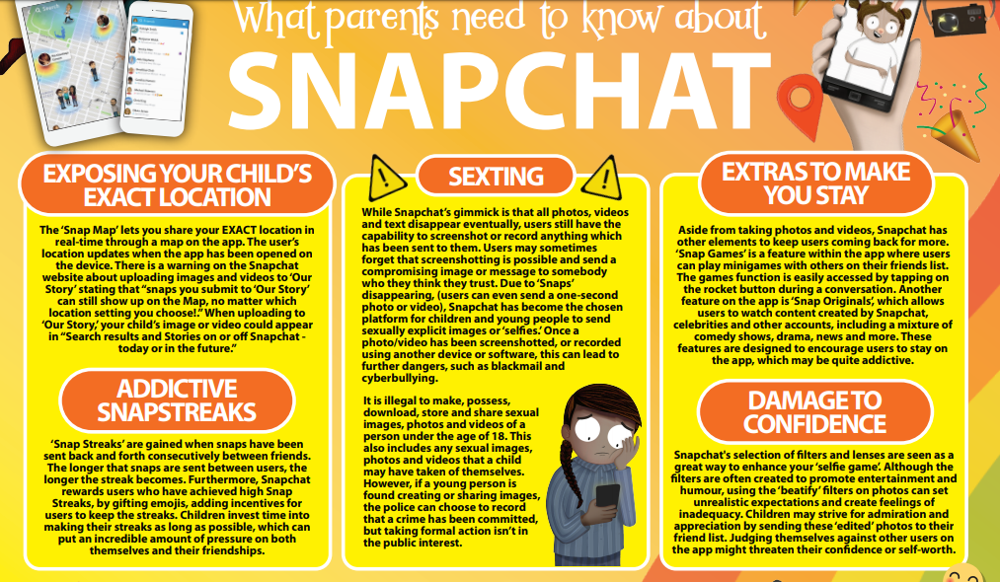 What parents need to know about
SNAPCHAT
EXPOSING YOUR CHILD'S
EXACT LOCATION
The 'Snap Map' lets you share your EXACT location in
real-time through a map on the app. The user's
location updates when the app has been opened on
the device. There is a warning on the Snapchat
website about uploading images and videos to 'Our
Story' stating that "snaps you submit to 'Our Story'
can still show up on the Map, no matter which
location setting you choose!." When uploading to
'Our Story,' your child's image or video could appear
in "Search results and Stories on or off Snapchat -
today or in the future."
ADDICTIVE
SNAPSTREAKS
'Snap Streaks' are gained when snaps have been
sent back and forth consecutively between friends.
The longer that snaps are sent between users, the
longer the streak becomes. Furthermore, Snapchat
rewards users who have achieved high Snap
Streaks, by gifting emojis, adding incentives for
users to keep the streaks. Children invest time into
making their streaks as long as possible, which can
put an incredible amount of pressure on both
themselves and their friendships.
SEXTING
While Snapchat's gimmick is that all photos, videos
and text disappear eventually, users still have the
capability to screenshot or record anything which
has been sent to them. Users may sometimes
forget that screenshotting is possible and send a
compromising image or message to somebody
who they think they trust. Due to 'Snaps'
disappearing, (users can even send a one-second
photo or video), Snapchat has become the chosen
platform for children and young people to send
sexually explicit images or 'selfies.' Once a
photo/video has been screenshotted, or recorded
using another device or software, this can lead to
further dangers, such as blackmail and
cyberbullying.
It is illegal to make, possess,
download, store and share sexual
images, photos and videos of a
person under the age of 18. This
also includes any sexual images,
photos and videos that a child
may have taken of themselves.
However, if a young person is
found creating or sharing images,
the police can choose to record
that a crime has been committed,
but taking formal action isn't in
the public interest.
EXTRAS TO MAKE
YOU STAY
Aside from taking photos and videos, Snapchat has
other elements to keep users coming back for more.
'Snap Games' is a feature within the app where users
can play minigames with others on their friends list.
The games function is easily accessed by tapping on
the rocket button during a conversation. Another
feature on the app is 'Snap Originals', which allows
users to watch content created by Snapchat,
celebrities and other accounts, including a mixture of
comedy shows, drama, news and more. These
features are designed to encourage users to stay on
the app, which may be quite addictive.
DAMAGE TO
CONFIDENCE
Snapchat's selection of filters and lenses are seen as a
great way to enhance your 'selfie game'. Although the
filters are often created to promote entertainment and
humour, using the 'beatify' filters on photos can set
unrealistic expectations and create feelings of
inadequacy. Children may strive for admiration and
appreciation by sending these 'edited' photos to their
friend list. Judging themselves against other users on
the app might threaten their confidence or self-worth.